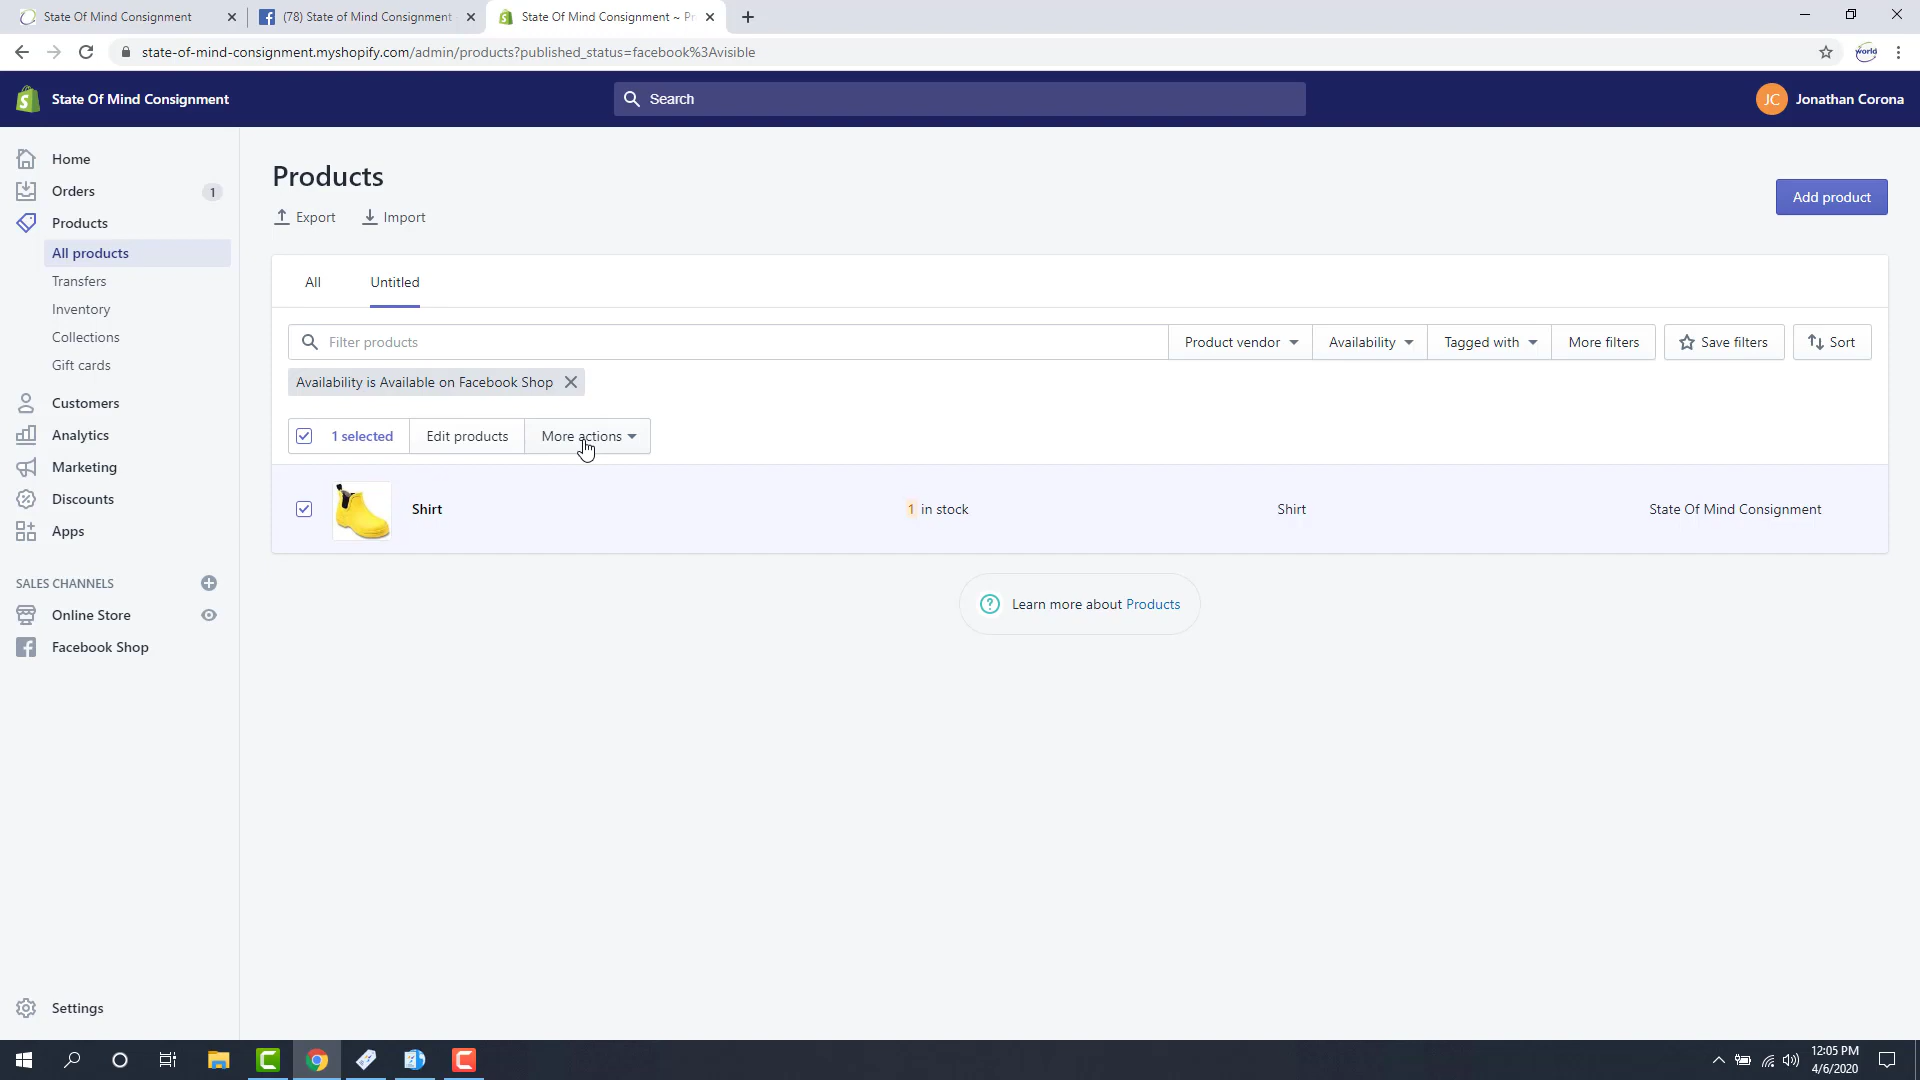 State Of Mind Consignment
(78) State of Mind Consignment
State Of Mind Consignment ~ Pr
state-of-mind-consignment.myshopify.com/admin/products?published_status=facebook%3Avisible
world
State Of Mind Consignment
Search
JC
Jonathan Corona
Home
Orders
1
Products
All products
Transfers
Inventory
Collections
Gift cards
Customers
Analytics
Marketing
Discounts
Apps
SALES CHANNELS
Online Store
Facebook Shop
Settings
Products
Export
Import
Add product
All
Untitled
Filter products
Product vendor
Availability
Tagged with
More filters
Save filters
Sort
Availability is Available on Facebook Shop
1 selected
Edit products
More actions
Shirt
1 in stock
Shirt
State Of Mind Consignment
Learn more about Products
12:05 PM
4/6/2020